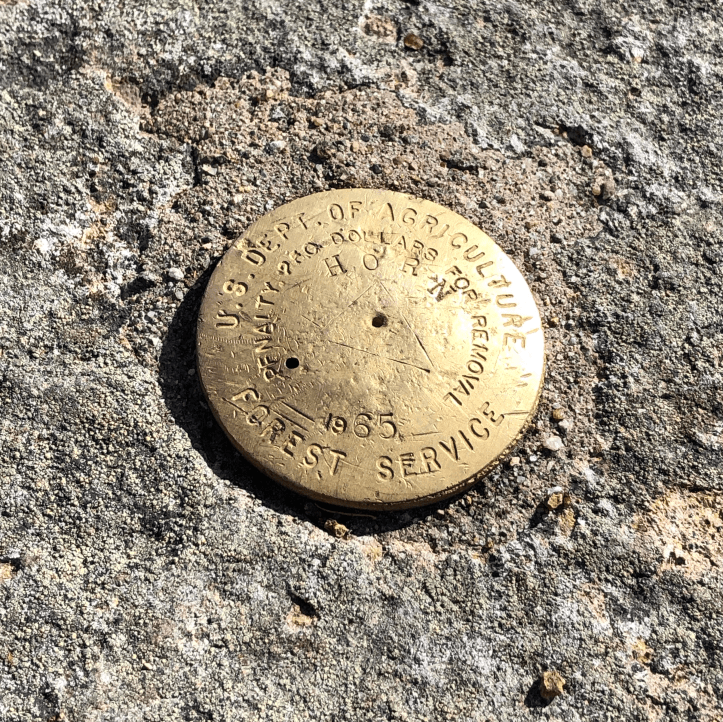 U.S. DEPT. OF AGRICULTURE
PENALTY 250 DOLLARS FOR REMOVAL
HORN
1965
FOREST SERVICE